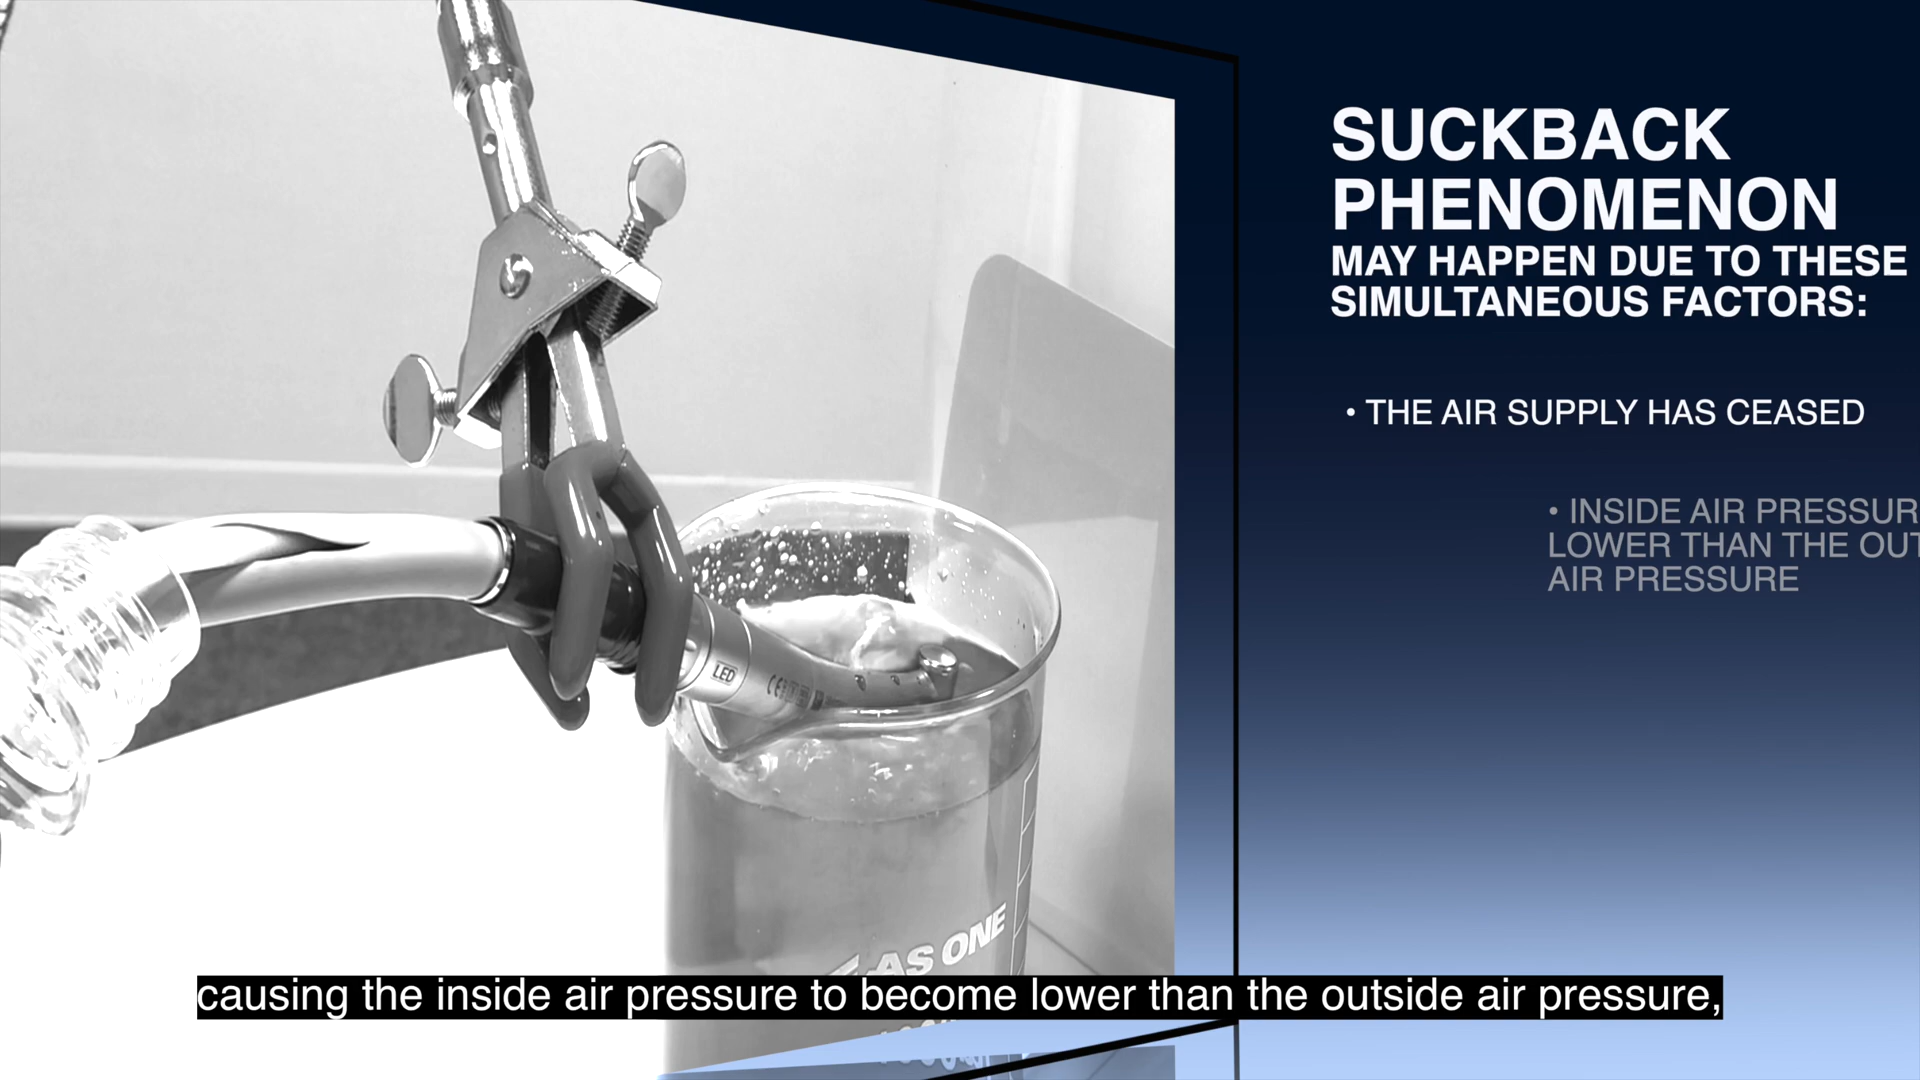 SUCKBACK
PHENOMENON
MAY HAPPEN DUE TO THESE
SIMULTANEOUS FACTORS:
• THE AIR SUPPLY HAS CEASED
• INSIDE AIR PRESSUR
LOWER THAN THE OUT
AIR PRESSURE
LED
CE
AS ONE
causing the inside air pressure to become lower than the outside air pressure,